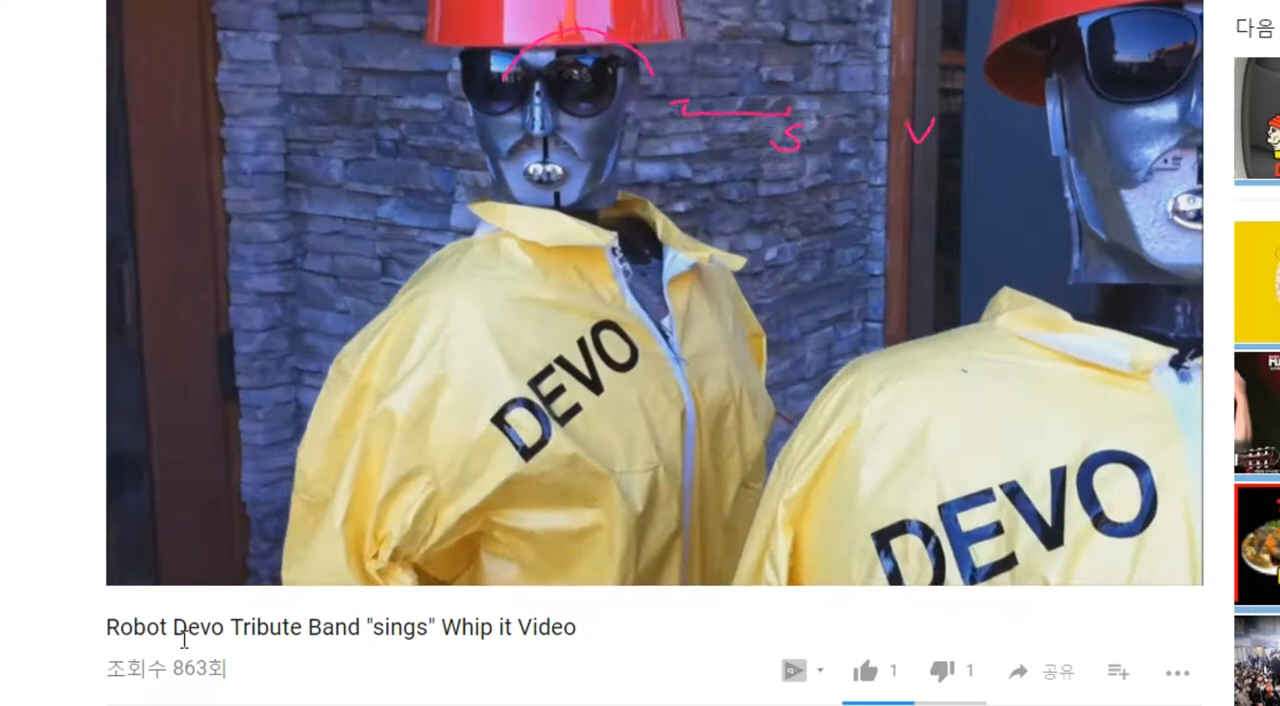 다음
S V
DEVO
DEVO
Robot Devo Tribute Band "sings" Whip it Video
조회수 863회
1 1 공유